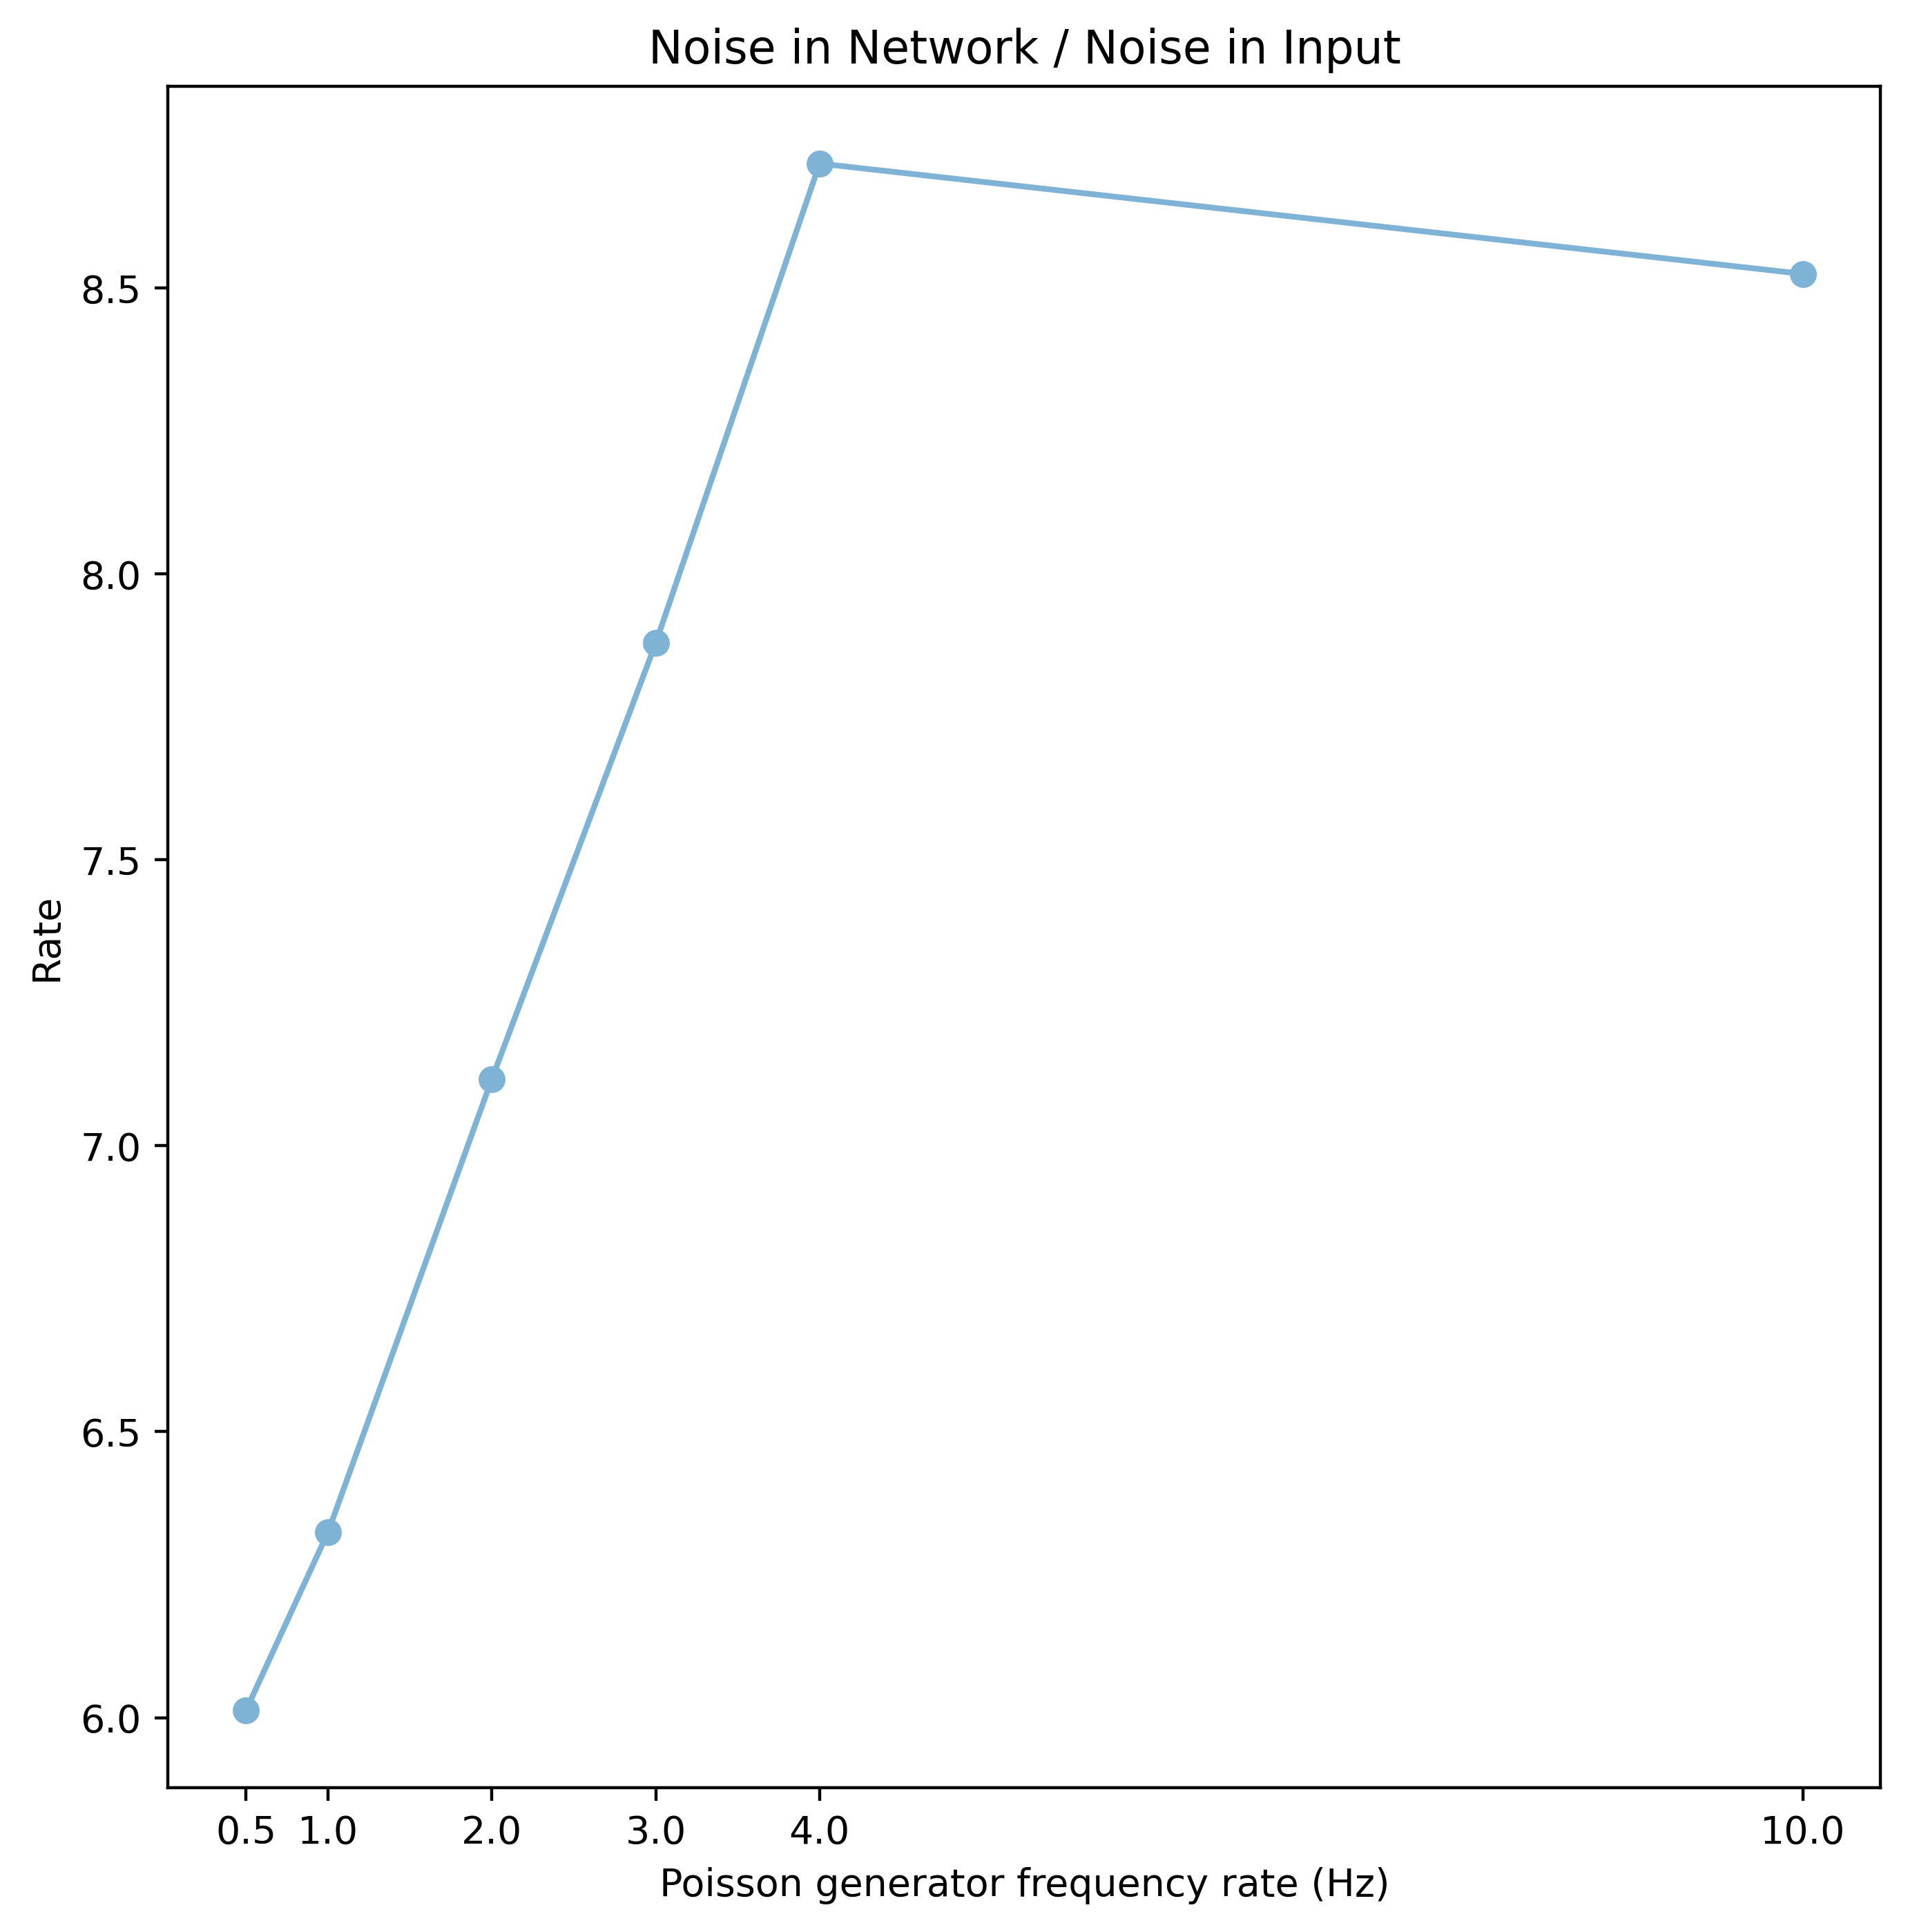 Noise in Network / Noise in Input
8.5
8.0
7.5
7.0
6.5
6.0
Rate
0.5 1.0 2.0 3.0 4.0 10.0
Poisson generator frequency rate (Hz)